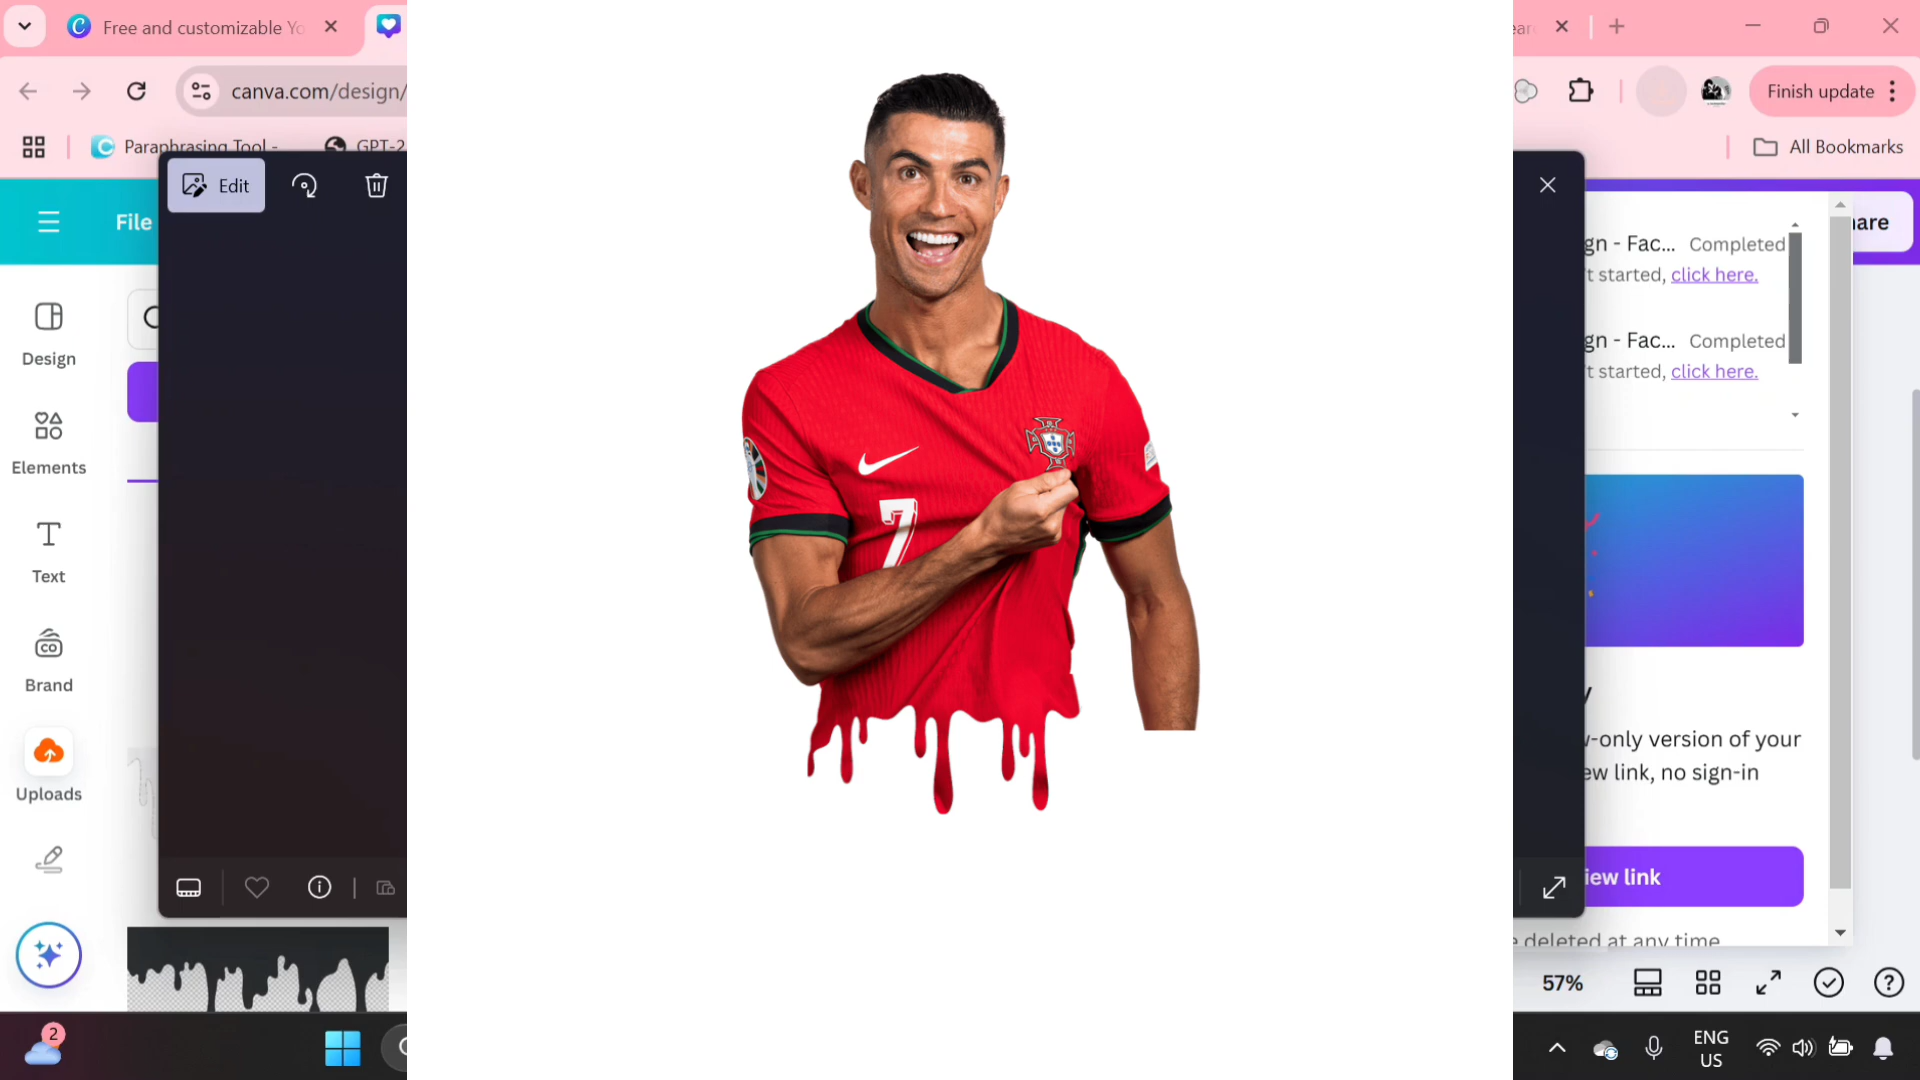 Free and customizable Yo
canva.com/design/
Finish update
Paraphrasing Tool -
GPT-2
All Bookmarks
File
Edit
Design
Elements
Text
Brand
Uploads
7
hare
gn - Fac... Completed
't started, click here.
gn - Fac... Completed
't started, click here.
y
w-only version of your
ew link, no sign-in
iew link
e deleted at any time
57%
2
ENG
US